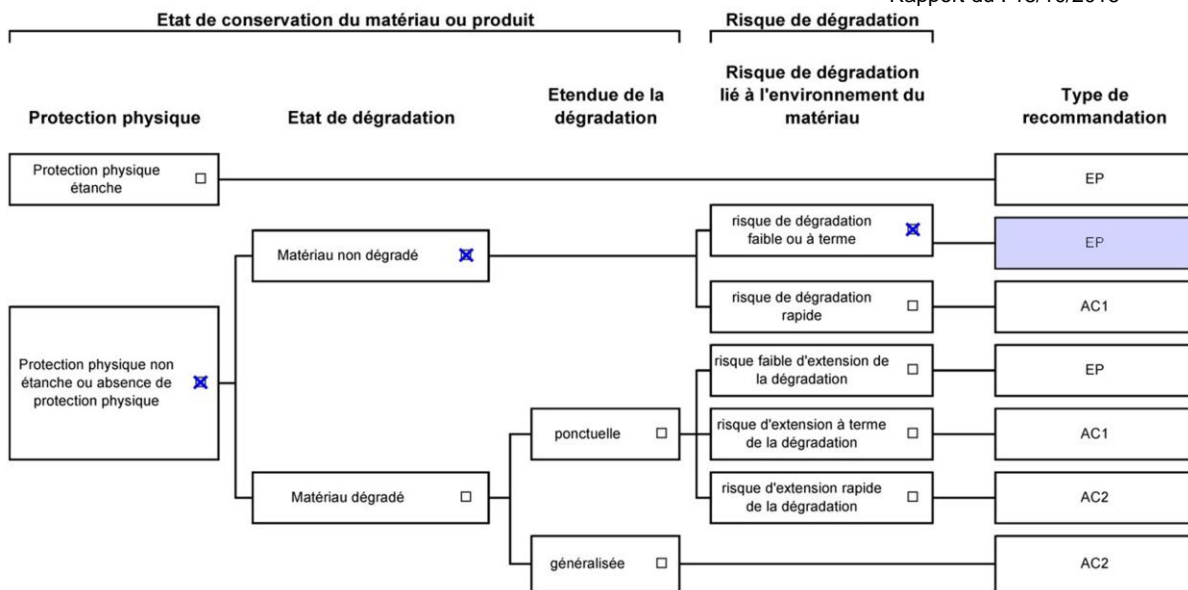 Etat de conservation du matériau ou produit
Risque de dégradation
Protection physique
Etat de dégradation
Etendue de la
dégradation
Risque de dégradation
lié à l'environnement du
matériau
Type de
recommandation
Protection physique
étanche
EP
risque de dégradation
faible ou à terme
EP
Matériau non dégradé
risque de dégradation
rapide
AC1
Protection physique non
étanche ou absence de
protection physique
risque faible d'extension de
la dégradation
EP
ponctuelle
risque d'extension à terme
de la dégradation
AC1
Matériau dégradé
risque d'extension rapide
de la dégradation
AC2
généralisée
AC2